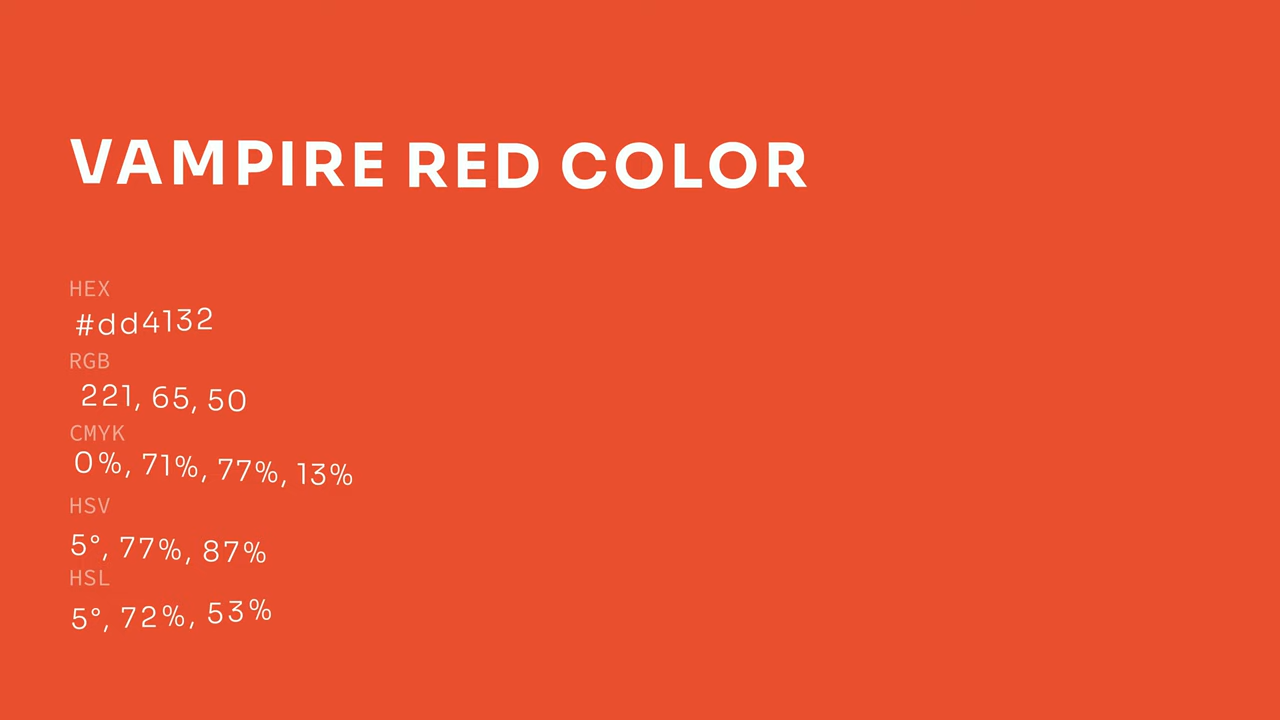 VAMPIRE RED COLOR
HEX
#dd4132
RGB
221, 65, 50
CMYK
0%, 71%, 77%, 13%
HSV
5°, 77%, 87%
HSL
5°, 72%, 53%